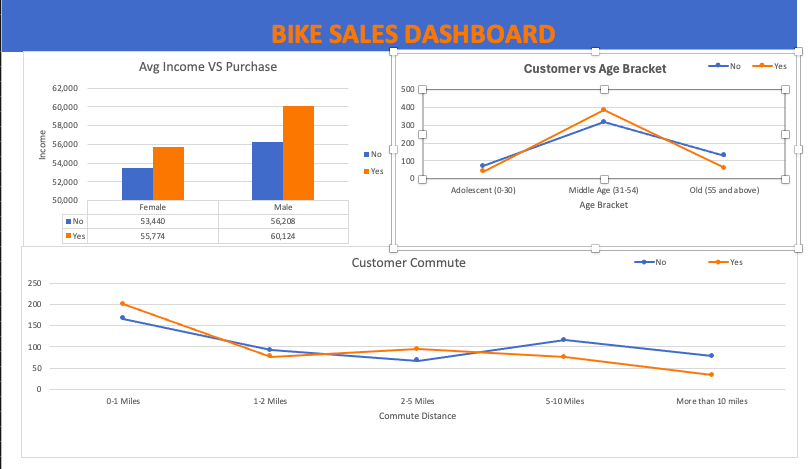 BIKE SALES DASHBOARD
Avg Income VS Purchase
62,000
60,000
58,000
56,000
54,000
52,000
50,000
Income
Female Male
No 53,440 56,208
Yes 55,774 60,124
No
Yes
Customer vs Age Bracket
No Yes
500
400
300
200
100
0
Adolescent (0-30) Middle Age (31-54) Old (55 and above)
Age Bracket
Customer Commute
No Yes
250
200
150
100
50
0
0-1 Miles 1-2 Miles 2-5 Miles 5-10 Miles More than 10 miles
Commute Distance